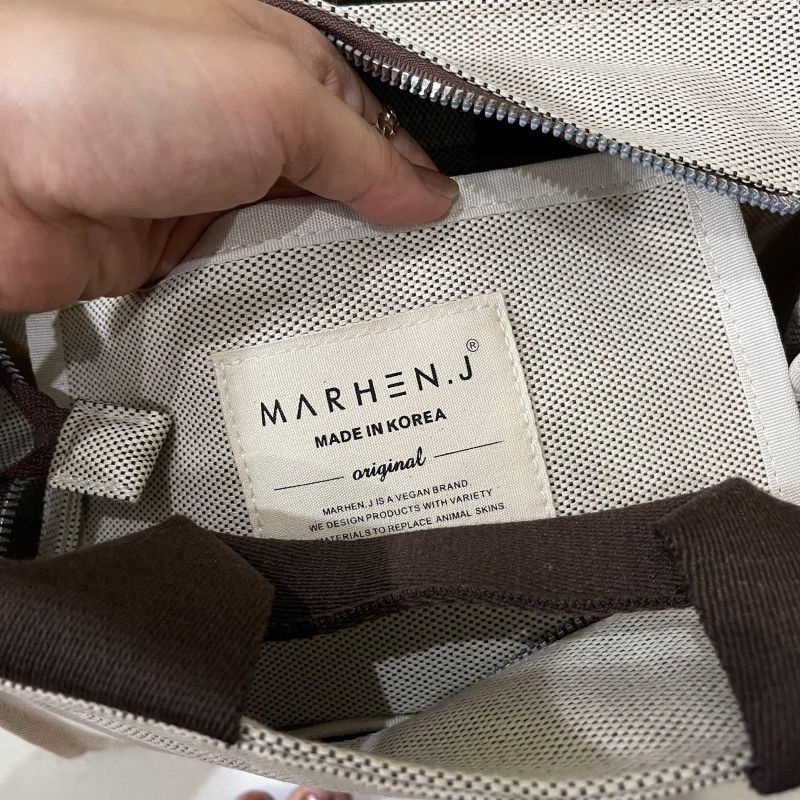 MARHEN.J®
MADE IN KOREA
original
MARHEN.J IS A VEGAN BRAND
WE DESIGN PRODUCTS WITH VARIETY
MATERIALS TO REPLACE ANIMAL SKINS